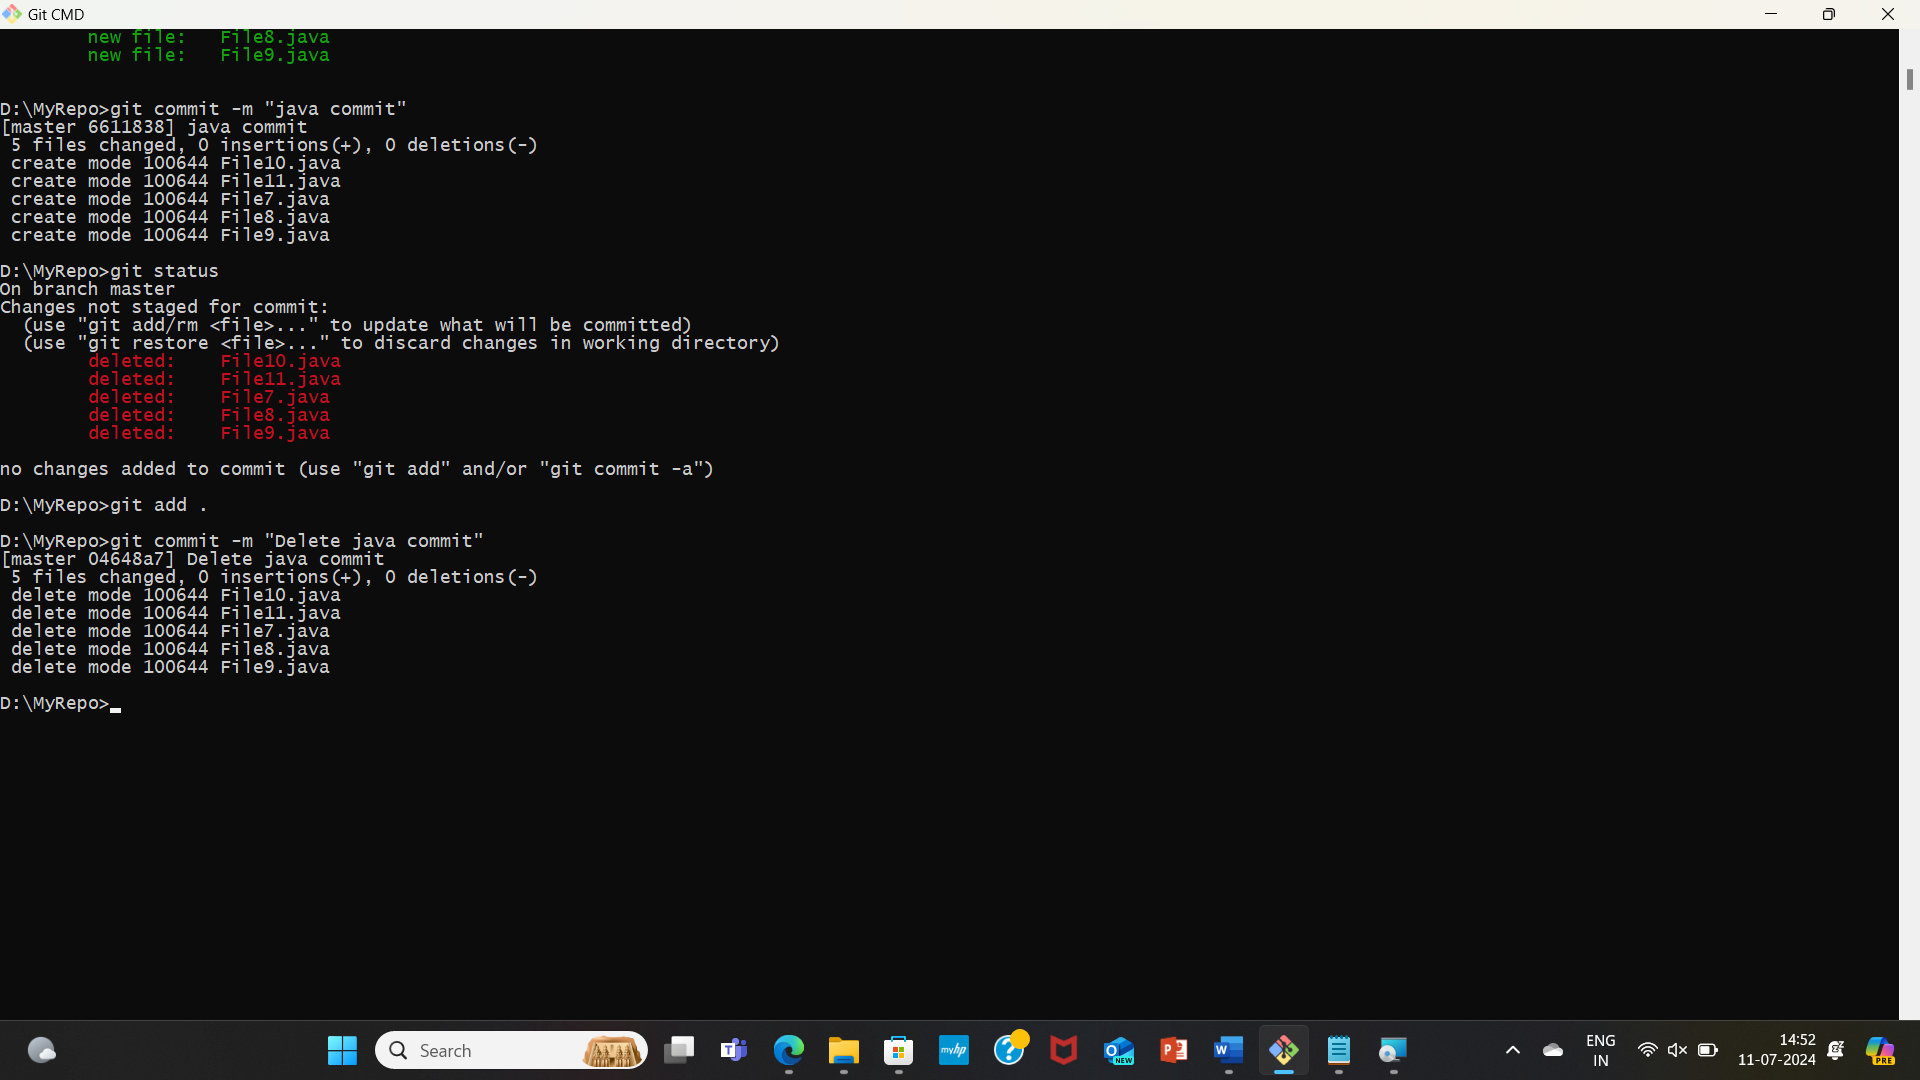 Git CMD
new file:   File8.java
new file:   File9.java
D:\MyRepo>git commit -m "java commit"
[master 6611838] java commit
5 files changed, 0 insertions(+), 0 deletions(-)
create mode 100644 File10.java
create mode 100644 File11.java
create mode 100644 File7.java
create mode 100644 File8.java
create mode 100644 File9.java
D:\MyRepo>git status
On branch master
Changes not staged for commit:
(use "git add/rm <file>..." to update what will be committed)
(use "git restore <file>..." to discard changes in working directory)
deleted:    File10.java
deleted:    File11.java
deleted:    File7.java
deleted:    File8.java
deleted:    File9.java
no changes added to commit (use "git add" and/or "git commit -a")
D:\MyRepo>git add .
D:\MyRepo>git commit -m "Delete java commit"
[master 04648a7] Delete java commit
5 files changed, 0 insertions(+), 0 deletions(-)
delete mode 100644 File10.java
delete mode 100644 File11.java
delete mode 100644 File7.java
delete mode 100644 File8.java
delete mode 100644 File9.java
D:\MyRepo>
Search
myhp
NEW
ENG
IN
14:52
11-07-2024
PRE